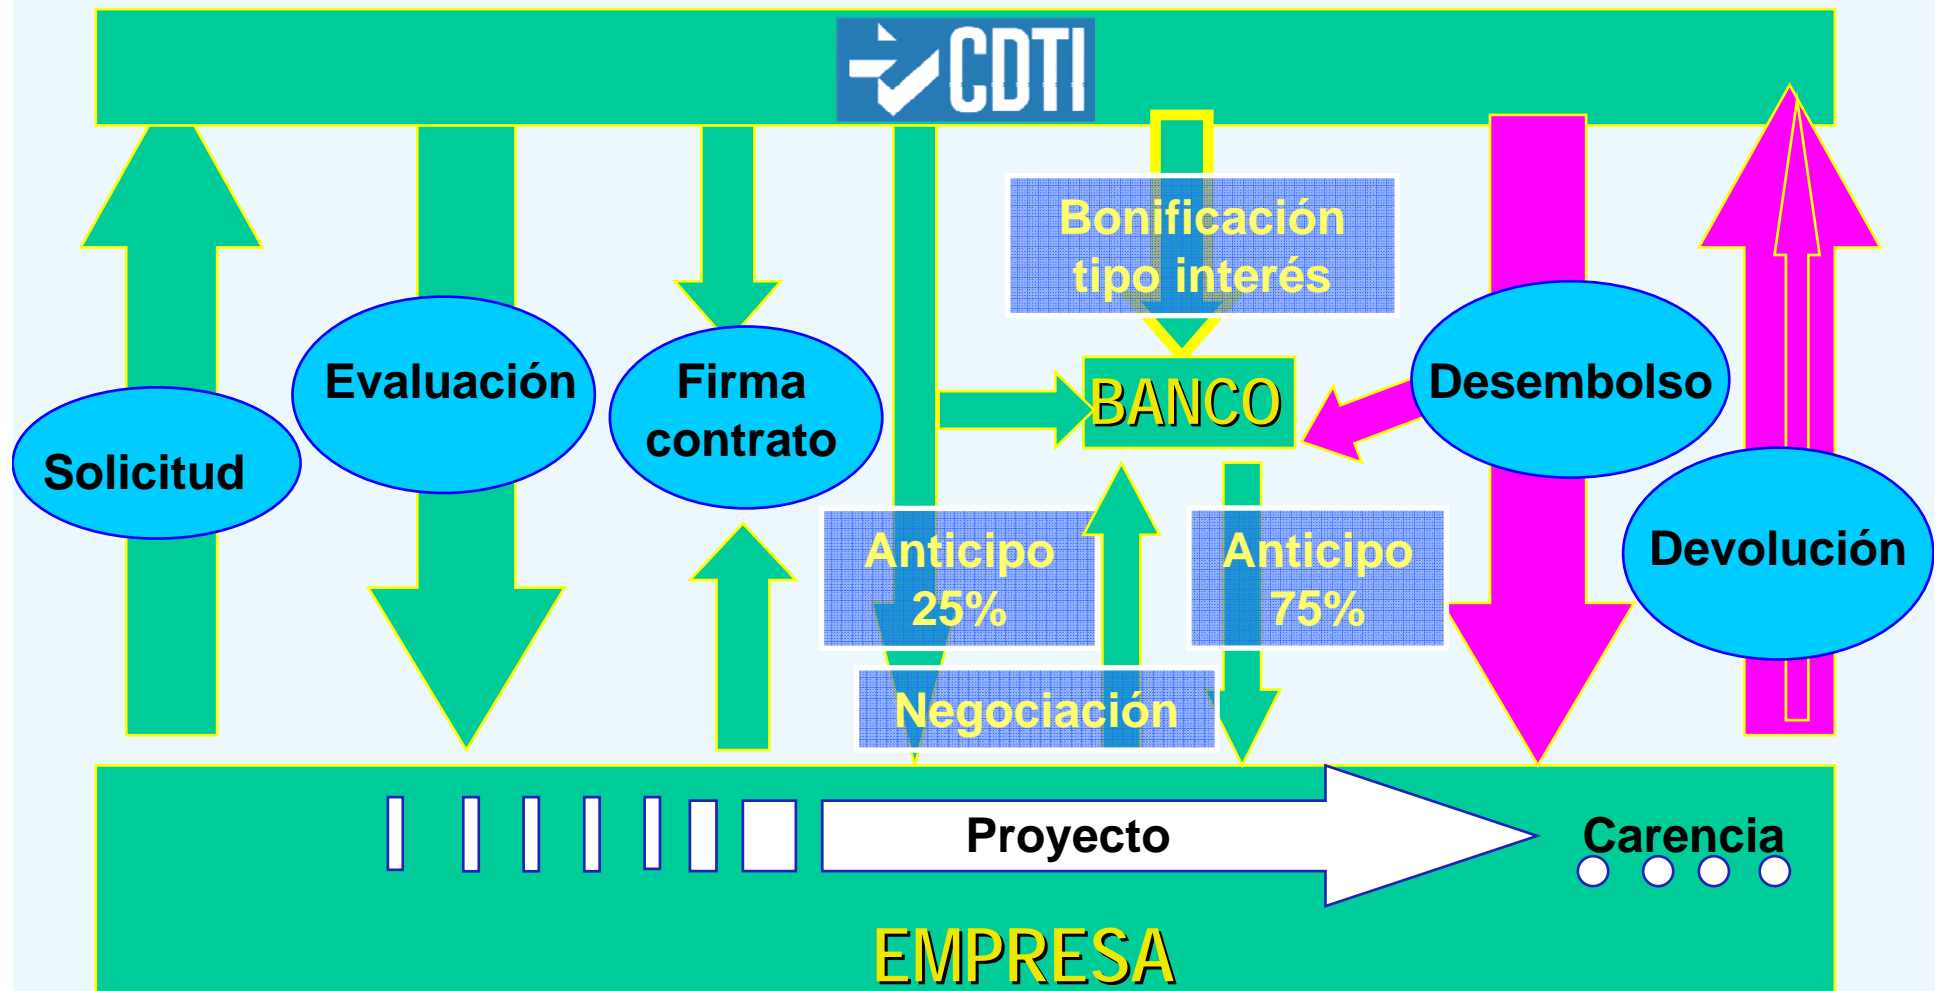 CDTI
Bonificación
tipo interés
Solicitud
Evaluación
Firma
contrato
BANCO
Desembolso
Devolución
Anticipo
25%
Anticipo
75%
Negociación
Proyecto
Carencia
EMPRESA